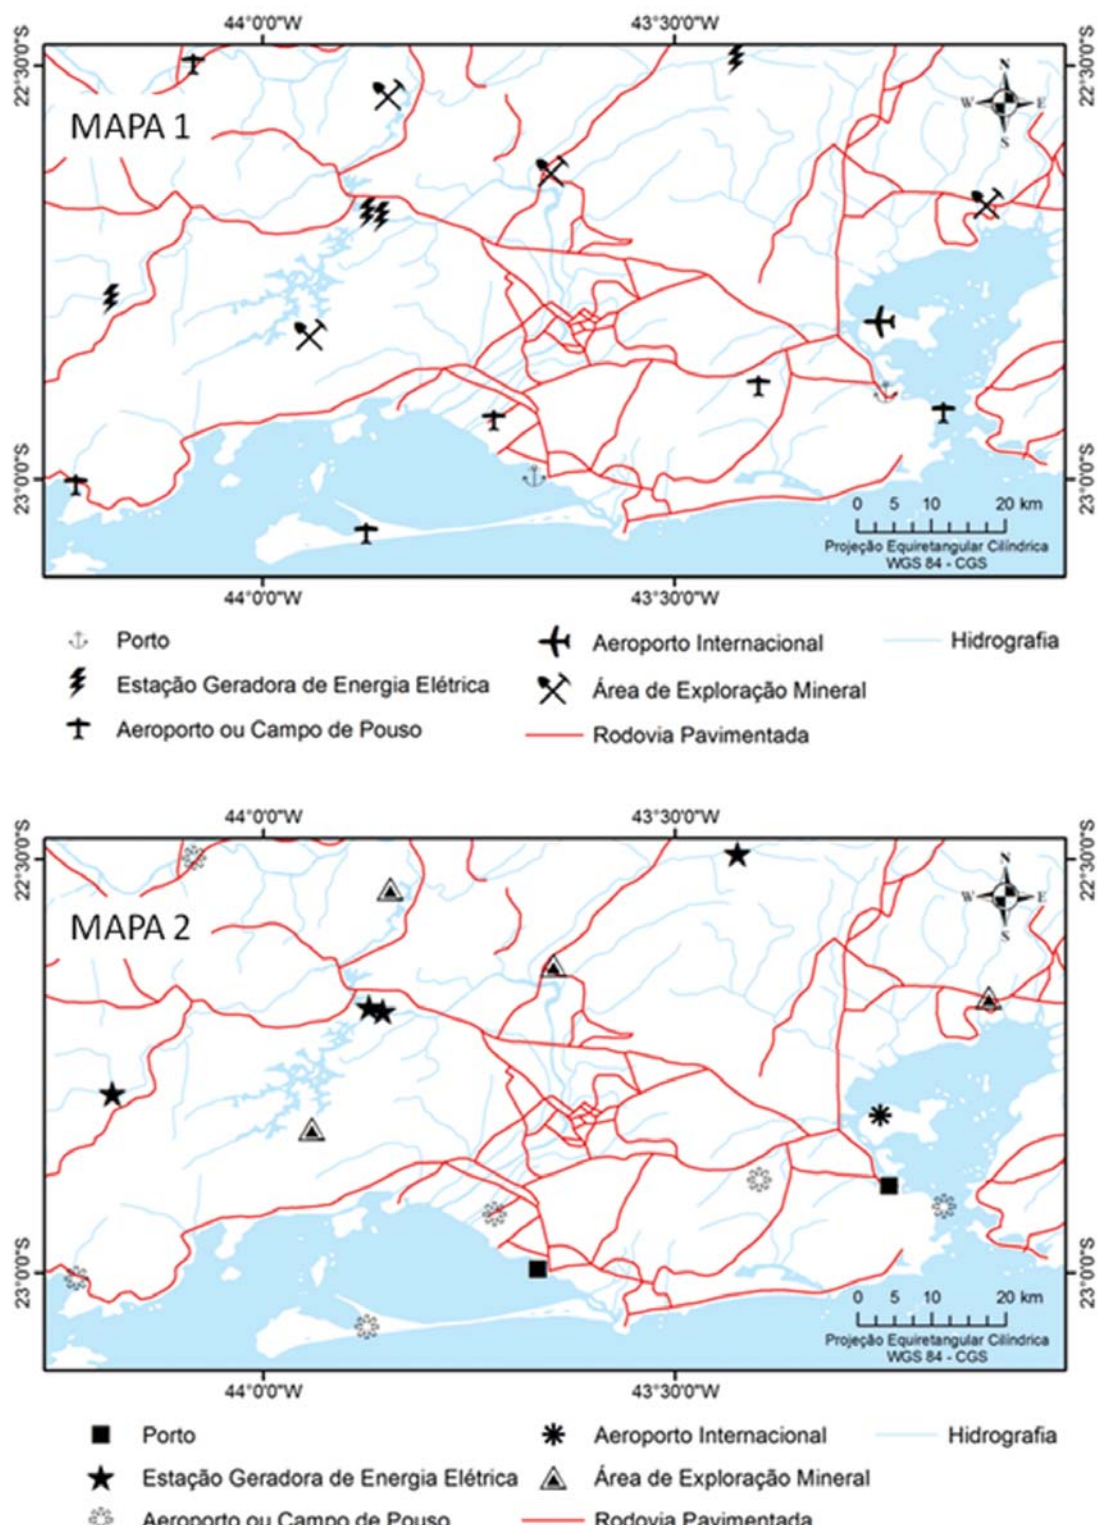 44°0'0"W 43°30'0"W
22°30'0"S 22°30'0"S
N
W E
S
MAPA 1
23°0'0"S 23°0'0"S
0 5 10 20 km
Projeção Equiretangular Cilíndrica
WGS 84 - CGS
44°0'0"W 43°30'0"W
Porto Aeroporto Internacional Hidrografia
Estação Geradora de Energia Elétrica Área de Exploração Mineral
Aeroporto ou Campo de Pouso Rodovia Pavimentada
44°0'0"W 43°30'0"W
22°30'0"S 22°30'0"S
N
W E
S
MAPA 2
23°0'0"S 23°0'0"S
0 5 10 20 km
Projeção Equiretangular Cilíndrica
WGS 84 - CGS
44°0'0"W 43°30'0"W
Porto Aeroporto Internacional Hidrografia
Estação Geradora de Energia Elétrica Área de Exploração Mineral
Aeroporto ou Campo de Pouso Rodovia Pavimentada